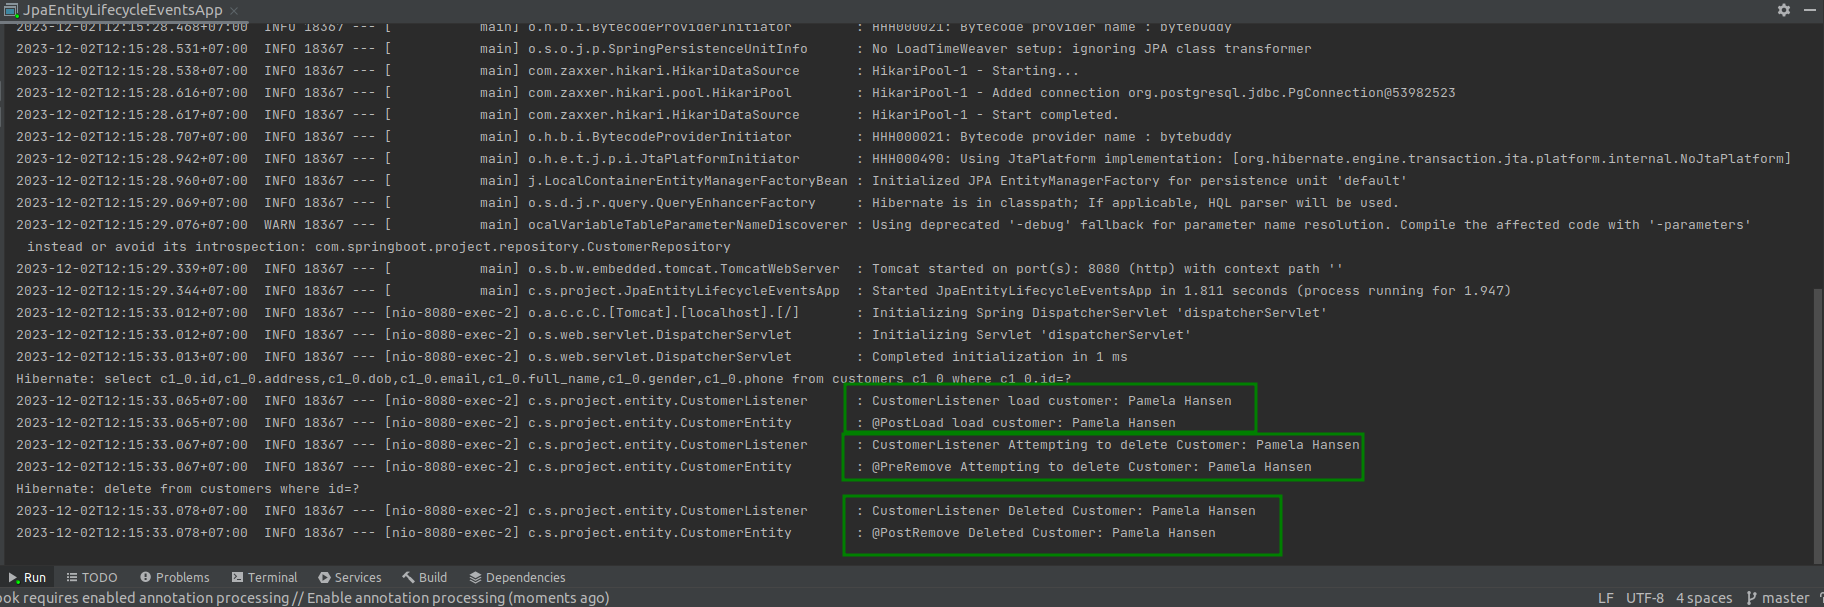 JpaEntityLifecycleEventsApp
2023-12-02T12:15:28.468+07:00  INFO 18367 --- [           main] o.h.b.i.BytecodeProviderInitiator        : HHH000021: Bytecode provider name : bytebuddy
2023-12-02T12:15:28.531+07:00  INFO 18367 --- [           main] o.s.o.j.p.SpringPersistenceUnitInfo      : No LoadTimeWeaver setup: ignoring JPA class transformer
2023-12-02T12:15:28.538+07:00  INFO 18367 --- [           main] com.zaxxer.hikari.HikariDataSource       : HikariPool-1 - Starting...
2023-12-02T12:15:28.616+07:00  INFO 18367 --- [           main] com.zaxxer.hikari.pool.HikariPool        : HikariPool-1 - Added connection org.postgresql.jdbc.PgConnection@53982523
2023-12-02T12:15:28.617+07:00  INFO 18367 --- [           main] com.zaxxer.hikari.HikariDataSource       : HikariPool-1 - Start completed.
2023-12-02T12:15:28.707+07:00  INFO 18367 --- [           main] o.h.b.i.BytecodeProviderInitiator        : HHH000021: Bytecode provider name : bytebuddy
2023-12-02T12:15:28.942+07:00  INFO 18367 --- [           main] o.h.e.t.j.p.i.JtaPlatformInitiator       : HHH000490: Using JtaPlatform implementation: [org.hibernate.engine.transaction.jta.platform.internal.NoJtaPlatform]
2023-12-02T12:15:28.960+07:00  INFO 18367 --- [           main] j.LocalContainerEntityManagerFactoryBean : Initialized JPA EntityManagerFactory for persistence unit 'default'
2023-12-02T12:15:29.069+07:00  INFO 18367 --- [           main] o.s.d.j.r.query.QueryEnhancerFactory     : Hibernate is in classpath; If applicable, HQL parser will be used.
2023-12-02T12:15:29.076+07:00  WARN 18367 --- [           main] ocalVariableTableParameterNameDiscoverer : Using deprecated '-debug' fallback for parameter name resolution. Compile the affected code with '-parameters'
instead or avoid its introspection: com.springboot.project.repository.CustomerRepository
2023-12-02T12:15:29.339+07:00  INFO 18367 --- [           main] o.s.b.w.embedded.tomcat.TomcatWebServer  : Tomcat started on port(s): 8080 (http) with context path ''
2023-12-02T12:15:29.344+07:00  INFO 18367 --- [           main] c.s.project.JpaEntityLifecycleEventsApp  : Started JpaEntityLifecycleEventsApp in 1.811 seconds (process running for 1.947)
2023-12-02T12:15:33.012+07:00  INFO 18367 --- [nio-8080-exec-2] o.a.c.c.C.[Tomcat].[localhost].[/]       : Initializing Spring DispatcherServlet 'dispatcherServlet'
2023-12-02T12:15:33.012+07:00  INFO 18367 --- [nio-8080-exec-2] o.s.web.servlet.DispatcherServlet        : Initializing Servlet 'dispatcherServlet'
2023-12-02T12:15:33.013+07:00  INFO 18367 --- [nio-8080-exec-2] o.s.web.servlet.DispatcherServlet        : Completed initialization in 1 ms
Hibernate: select c1_0.id,c1_0.address,c1_0.dob,c1_0.email,c1_0.full_name,c1_0.gender,c1_0.phone from customers c1_0 where c1_0.id=?
2023-12-02T12:15:33.065+07:00  INFO 18367 --- [nio-8080-exec-2] c.s.project.entity.CustomerListener      : CustomerListener load customer: Pamela Hansen
2023-12-02T12:15:33.065+07:00  INFO 18367 --- [nio-8080-exec-2] c.s.project.entity.CustomerEntity        : @PostLoad load customer: Pamela Hansen
2023-12-02T12:15:33.067+07:00  INFO 18367 --- [nio-8080-exec-2] c.s.project.entity.CustomerListener      : CustomerListener Attempting to delete Customer: Pamela Hansen
2023-12-02T12:15:33.067+07:00  INFO 18367 --- [nio-8080-exec-2] c.s.project.entity.CustomerEntity        : @PreRemove Attempting to delete Customer: Pamela Hansen
Hibernate: delete from customers where id=?
2023-12-02T12:15:33.078+07:00  INFO 18367 --- [nio-8080-exec-2] c.s.project.entity.CustomerListener      : CustomerListener Deleted Customer: Pamela Hansen
2023-12-02T12:15:33.078+07:00  INFO 18367 --- [nio-8080-exec-2] c.s.project.entity.CustomerEntity        : @PostRemove Deleted Customer: Pamela Hansen
Run TODO Problems Terminal Services Build Dependencies
ok requires enabled annotation processing // Enable annotation processing (moments ago) LF UTF-8 4 spaces master